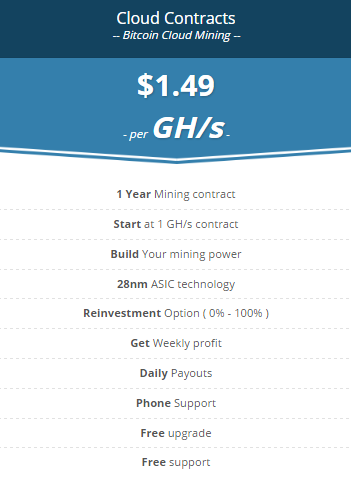 Cloud Contracts
-- Bitcoin Cloud Mining --
$1.49
- per GH/s -
1 Year Mining contract
Start at 1 GH/s contract
Build Your mining power
28nm ASIC technology
Reinvestment Option ( 0% - 100% )
Get Weekly profit
Daily Payouts
Phone Support
Free upgrade
Free support